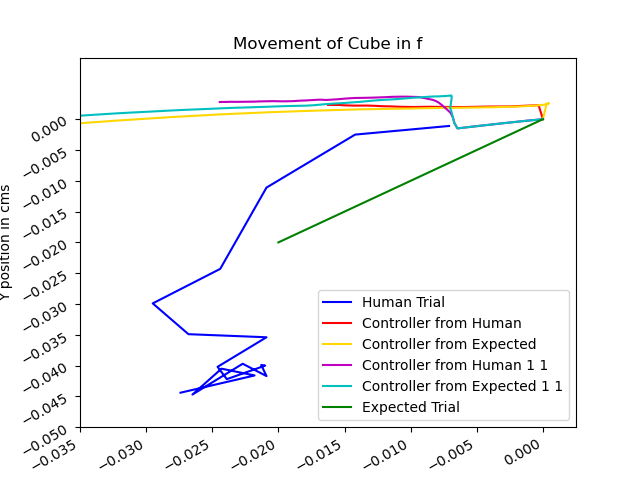 Movement of Cube in f
Y position in cms
0.000
−0.005
−0.010
−0.015
−0.020
−0.025
−0.030
−0.035
−0.040
−0.045
−0.050
−0.035
−0.030
−0.025
−0.020
−0.015
−0.010
−0.005
0.000
Human Trial
Controller from Human
Controller from Expected
Controller from Human 1 1
Controller from Expected 1 1
Expected Trial